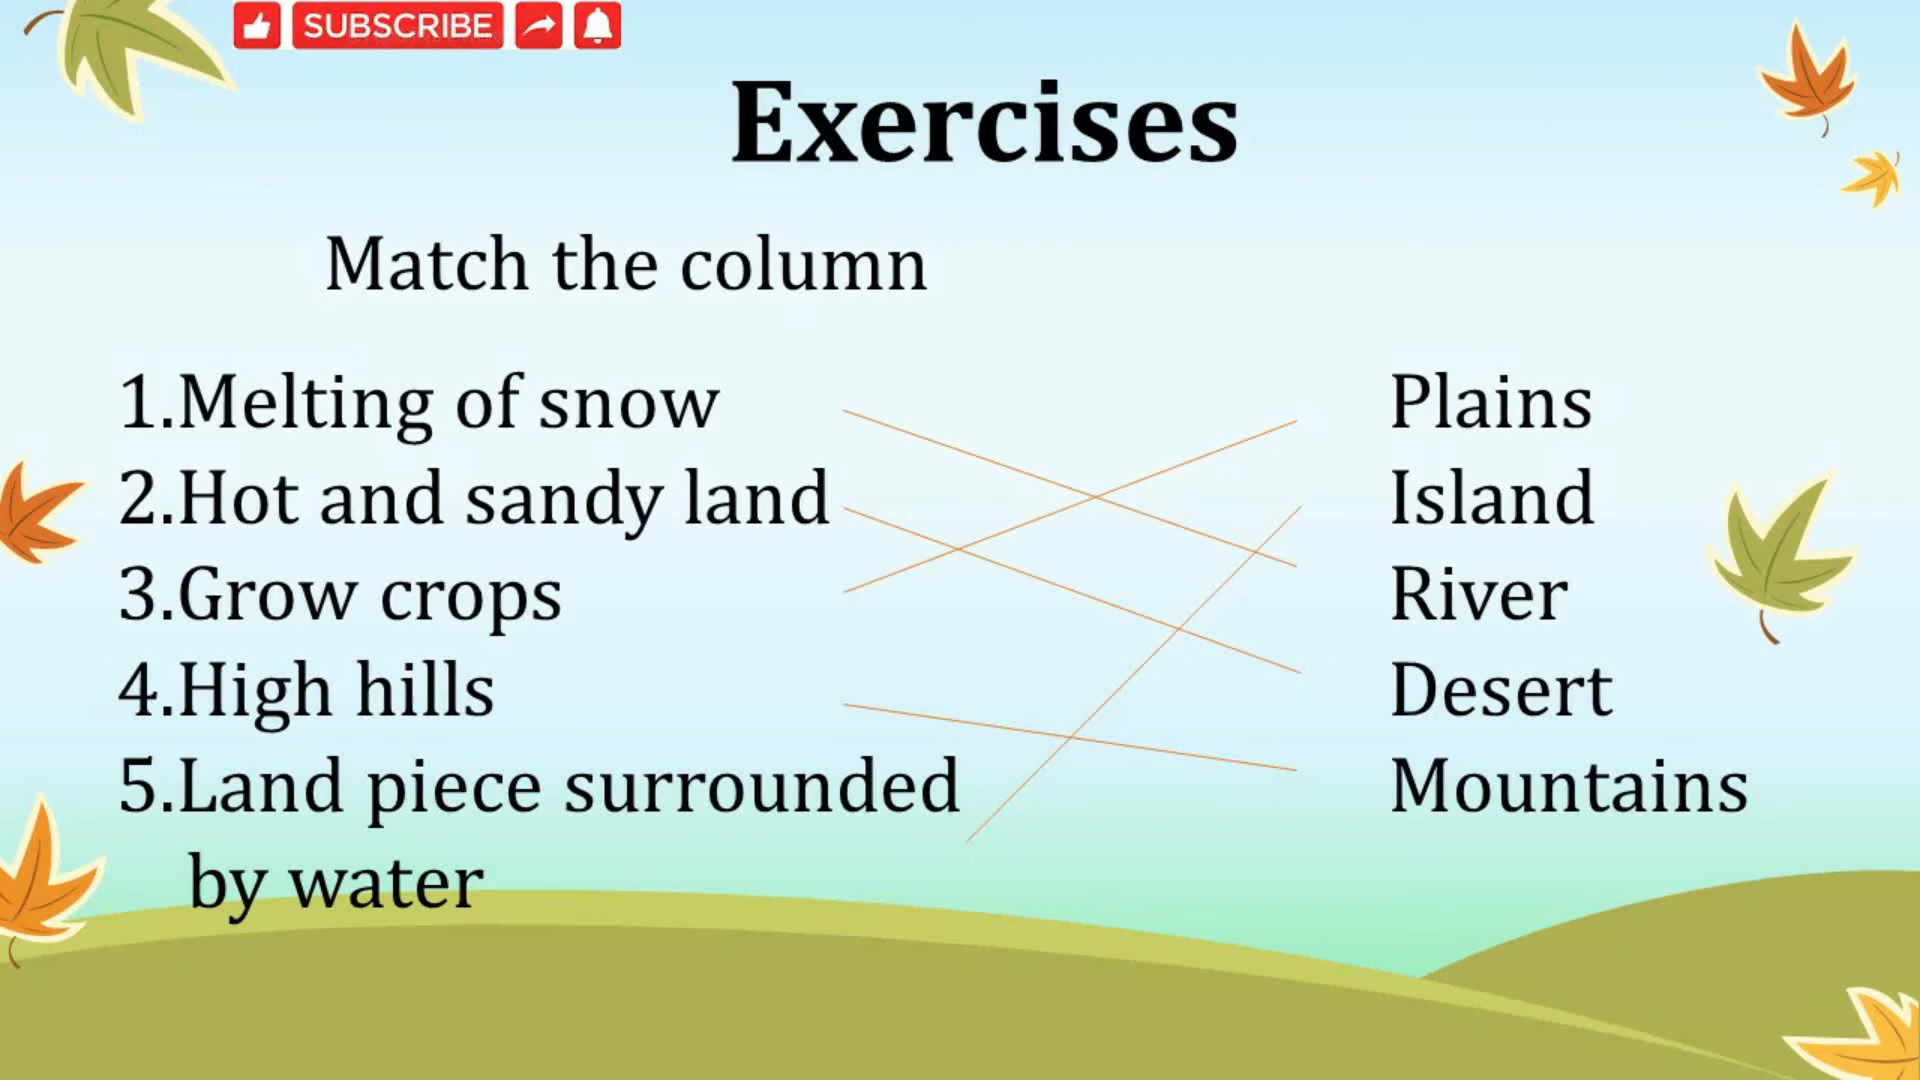 SUBSCRIBE
Exercises
Match the column
1.Melting of snow Plains
2.Hot and sandy land Island
3.Grow crops River
4.High hills Desert
5.Land piece surrounded Mountains
by water